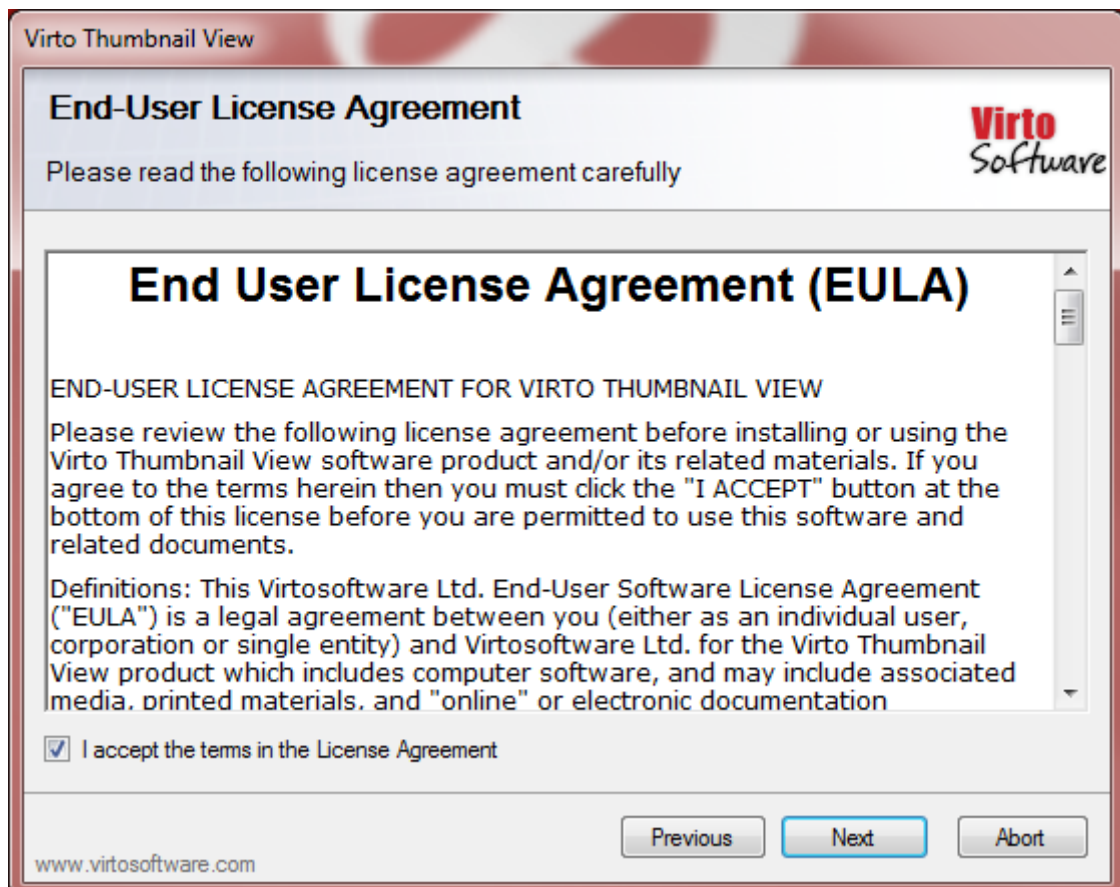 Virto Thumbnail View
End-User License Agreement
Please read the following license agreement carefully
Virto
Software
End User License Agreement (EULA)
END-USER LICENSE AGREEMENT FOR VIRTO THUMBNAIL VIEW
Please review the following license agreement before installing or using the
Virto Thumbnail View software product and/or its related materials. If you
agree to the terms herein then you must click the "I ACCEPT" button at the
bottom of this license before you are permitted to use this software and
related documents.
Definitions: This Virtosoftware Ltd. End-User Software License Agreement
("EULA") is a legal agreement between you (either as an individual user,
corporation or single entity) and Virtosoftware Ltd. for the Virto Thumbnail
View product which includes computer software, and may include associated
media, printed materials, and "online" or electronic documentation
I accept the terms in the License Agreement
Previous
Next
Abort
www.virtosoftware.com